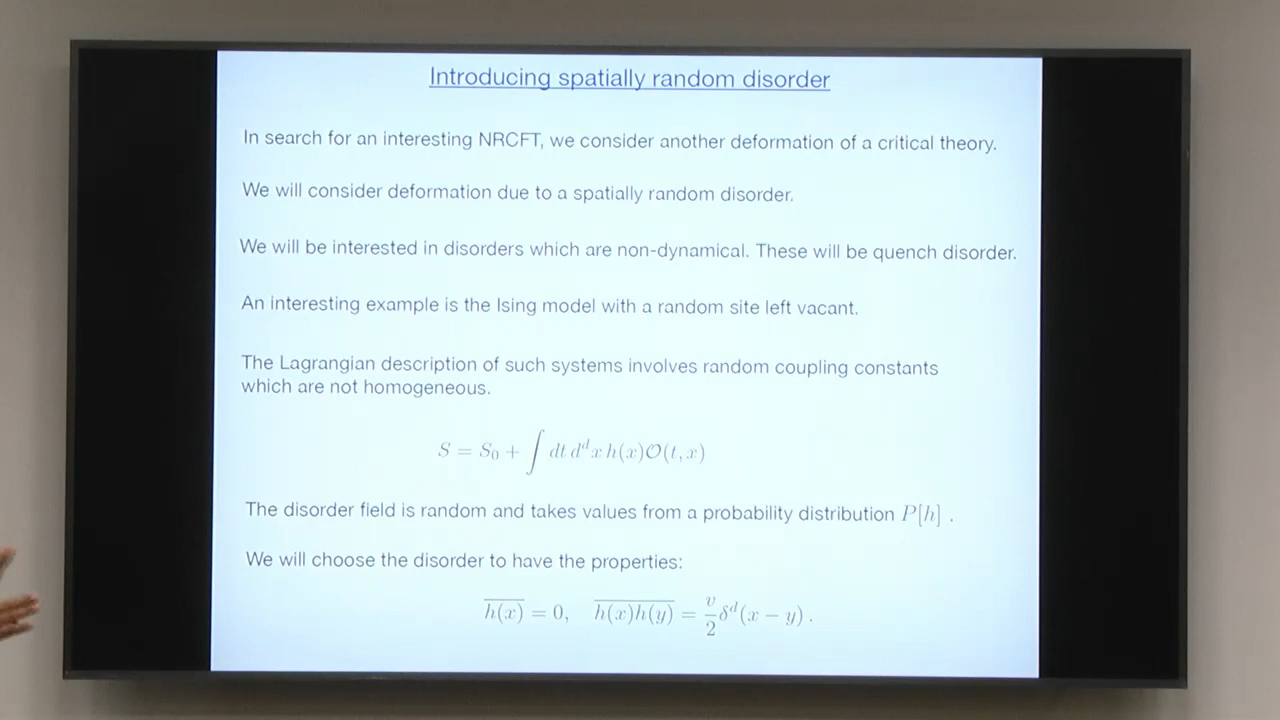 Introducing spatially random disorder
In search for an interesting NRCFT, we consider another deformation of a critical theory.
We will consider deformation due to a spatially random disorder.
We will be interested in disorders which are non-dynamical. These will be quench disorder.
An interesting example is the Ising model with a random site left vacant.
The Lagrangian description of such systems involves random coupling constants
which are not homogeneous.
$S = S_0 + \int dt\, d^d x\, h(x) \mathcal{O}(t, x)$
The disorder field is random and takes values from a probability distribution $P[h]$ .
We will choose the disorder to have the properties:
$\overline{h(x)} = 0, \quad \overline{h(x)h(y)} = \frac{v}{2} \delta^d (x - y) .$